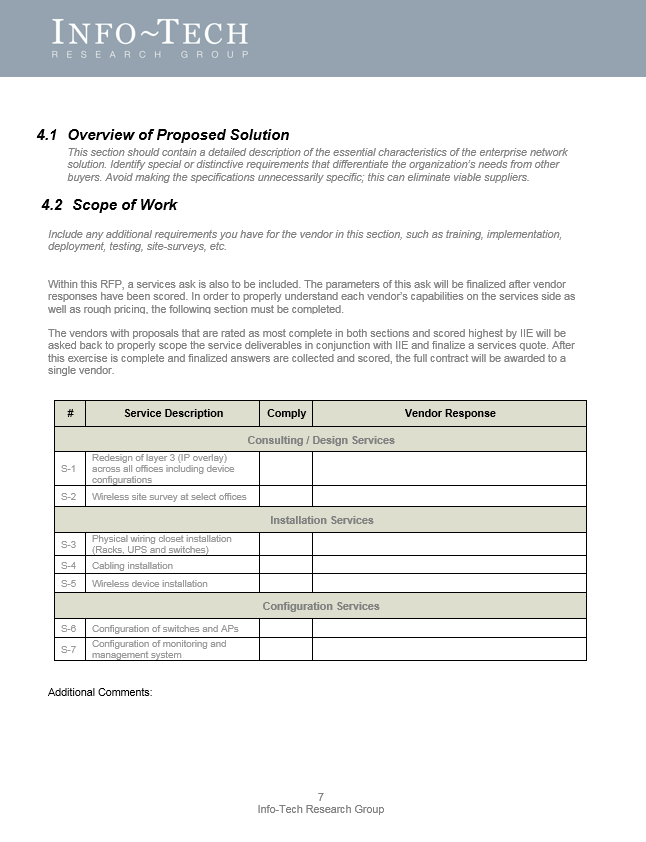 INFO~TECH
RESEARCH GROUP
4.1 Overview of Proposed Solution
This section should contain a detailed description of the essential characteristics of the enterprise network
solution. Identify special or distinctive requirements that differentiate the organization's needs from other
buyers. Avoid making the specifications unnecessarily specific; this can eliminate viable suppliers.
4.2 Scope of Work
Include any additional requirements you have for the vendor in this section, such as training, implementation,
deployment, testing, site-surveys, etc.
Within this RFP, a services ask is also to be included. The parameters of this ask will be finalized after vendor
responses have been scored. In order to properly understand each vendor's capabilities on the services side as
well as rough pricing, the following section must be completed.
The vendors with proposals that are rated as most complete in both sections and scored highest by IIE will be
asked back to properly scope the service deliverables in conjunction with IIE and finalize a services quote. After
this exercise is complete and finalized answers are collected and scored, the full contract will be awarded to a
single vendor.
# Service Description Comply Vendor Response
Consulting / Design Services
Redesign of layer 3 (IP overlay)
S-1 across all offices including device
configurations
S-2 Wireless site survey at select offices
Installation Services
S-3 Physical wiring closet installation
(Racks, UPS and switches)
S-4 Cabling installation
S-5 Wireless device installation
Configuration Services
S-6 Configuration of switches and APs
S-7 Configuration of monitoring and
management system
Additional Comments:
7
Info-Tech Research Group